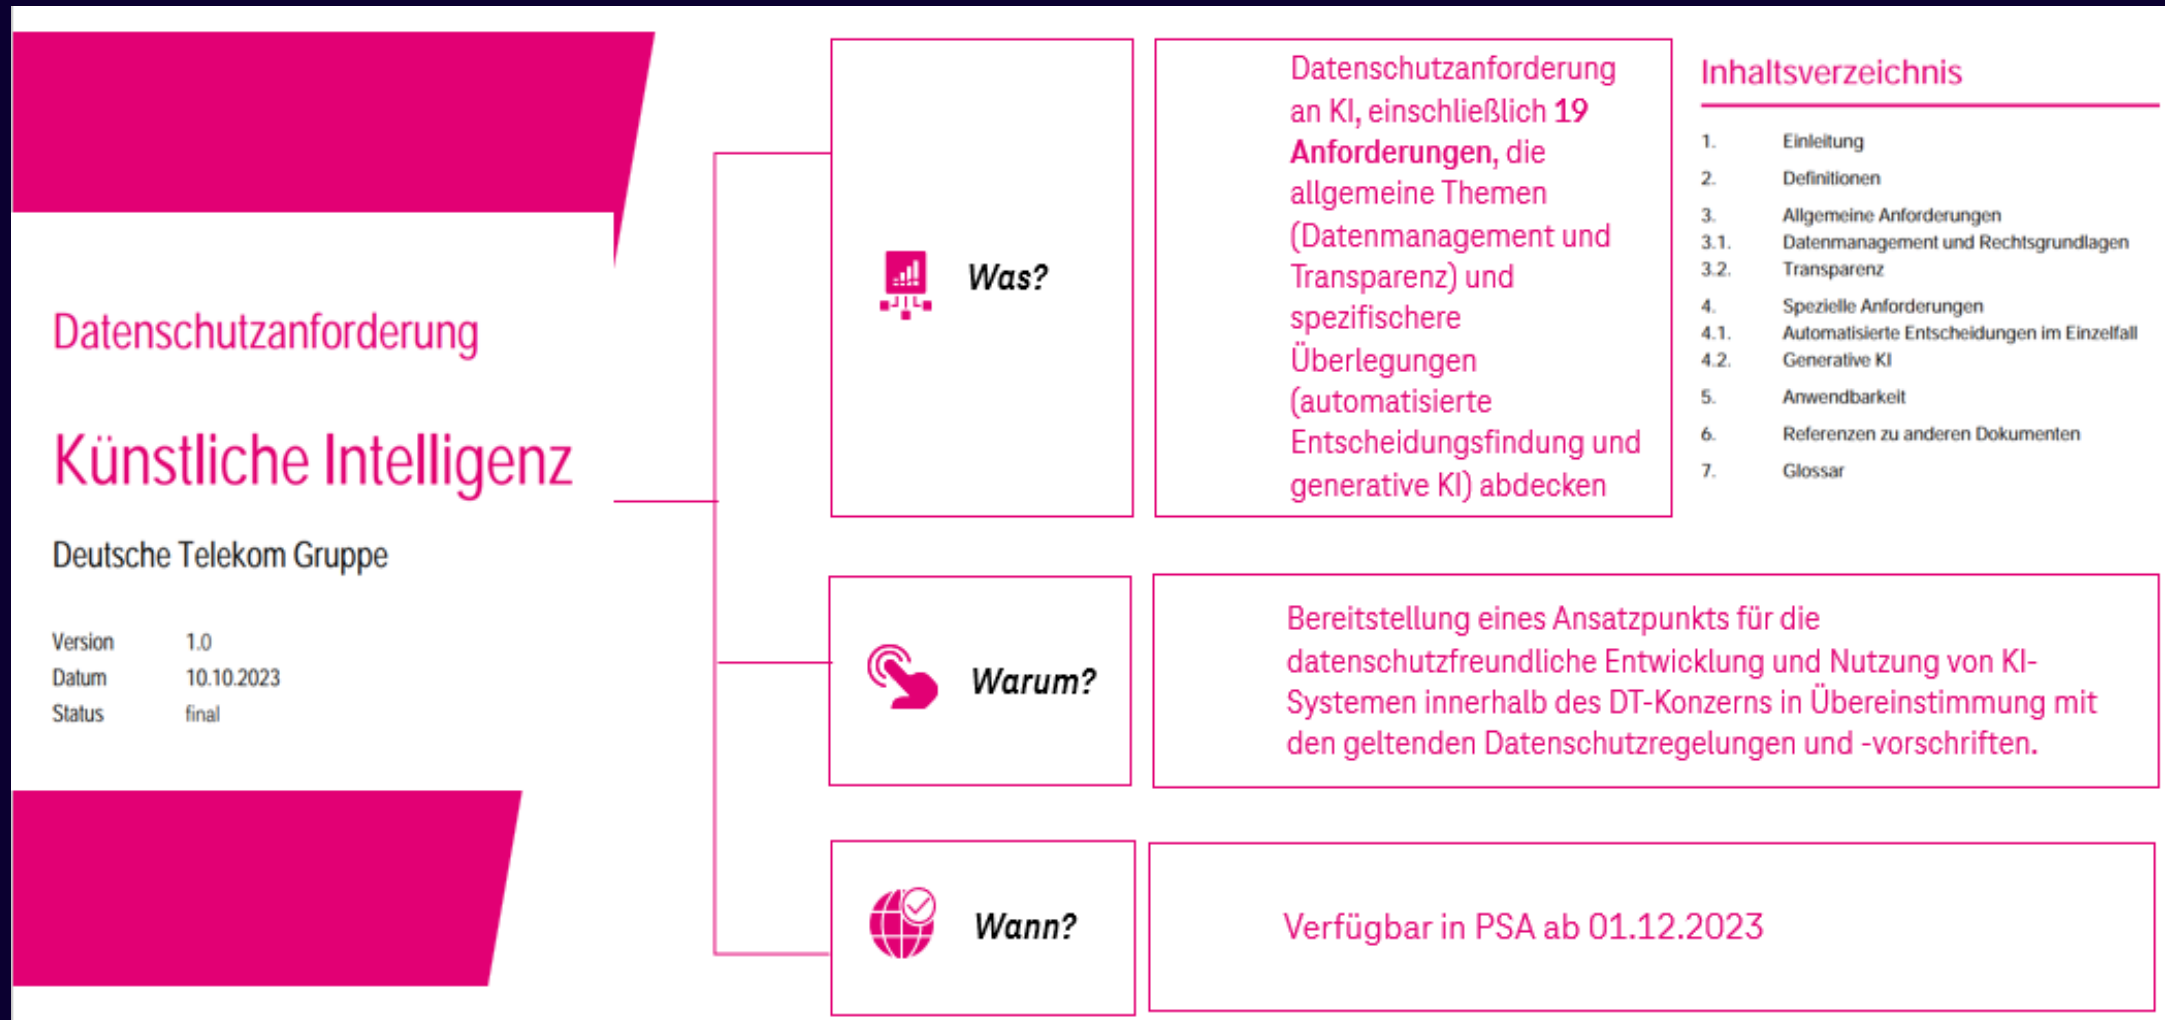 Datenschutzanforderung
Künstliche Intelligenz
Deutsche Telekom Gruppe
Version 1.0
Datum 10.10.2023
Status final
Was?
Datenschutzanforderung
an KI, einschließlich 19
Anforderungen, die
allgemeine Themen
(Datenmanagement und
Transparenz) und
spezifischere
Überlegungen
(automatisierte
Entscheidungsfindung und
generative KI) abdecken
Inhaltsverzeichnis
1. Einleitung
2. Definitionen
3. Allgemeine Anforderungen
3.1. Datenmanagement und Rechtsgrundlagen
3.2. Transparenz
4. Spezielle Anforderungen
4.1. Automatisierte Entscheidungen im Einzelfall
4.2. Generative KI
5. Anwendbarkeit
6. Referenzen zu anderen Dokumenten
7. Glossar
Warum?
Bereitstellung eines Ansatzpunkts für die
datenschutzfreundliche Entwicklung und Nutzung von KI-
Systemen innerhalb des DT-Konzerns in Übereinstimmung mit
den geltenden Datenschutzregelungen und -vorschriften.
Wann?
Verfügbar in PSA ab 01.12.2023